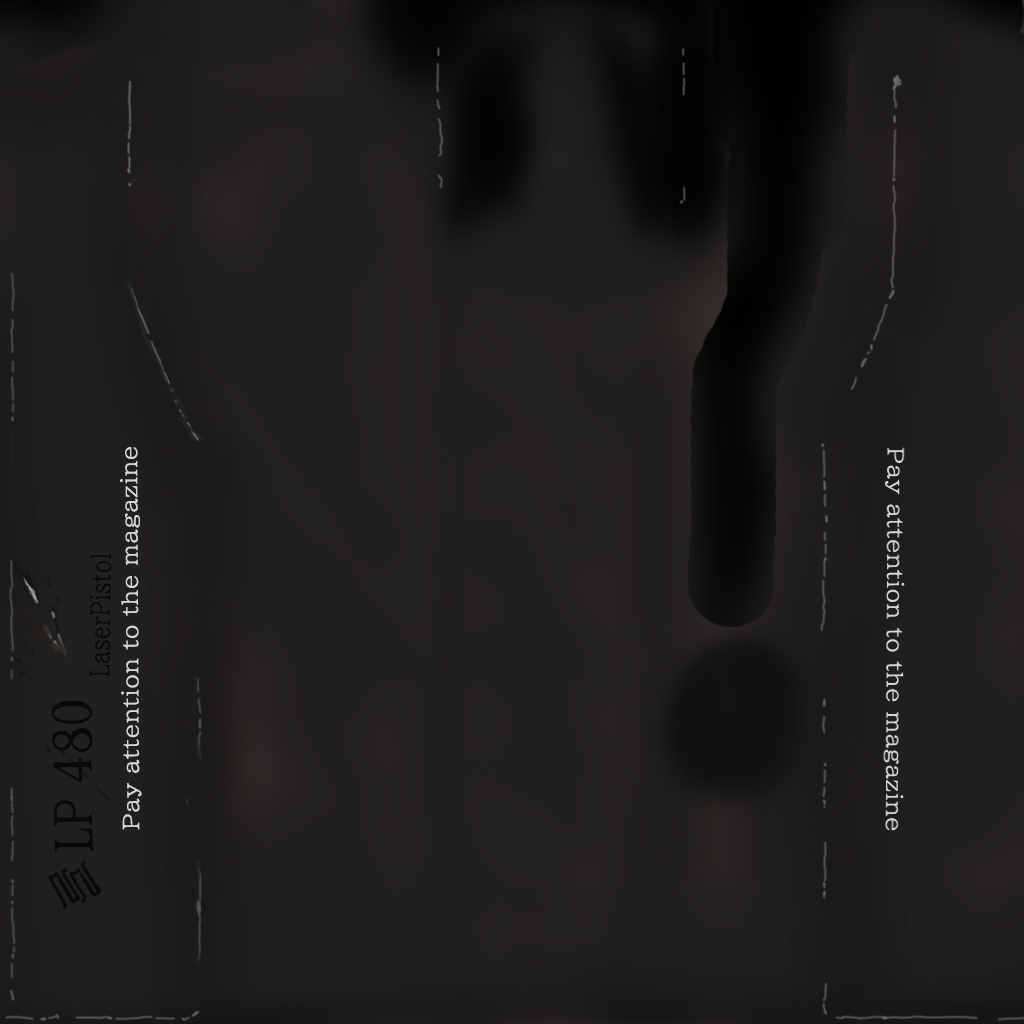 LP 480
LaserPistol
Pay attention to the magazine
Pay attention to the magazine